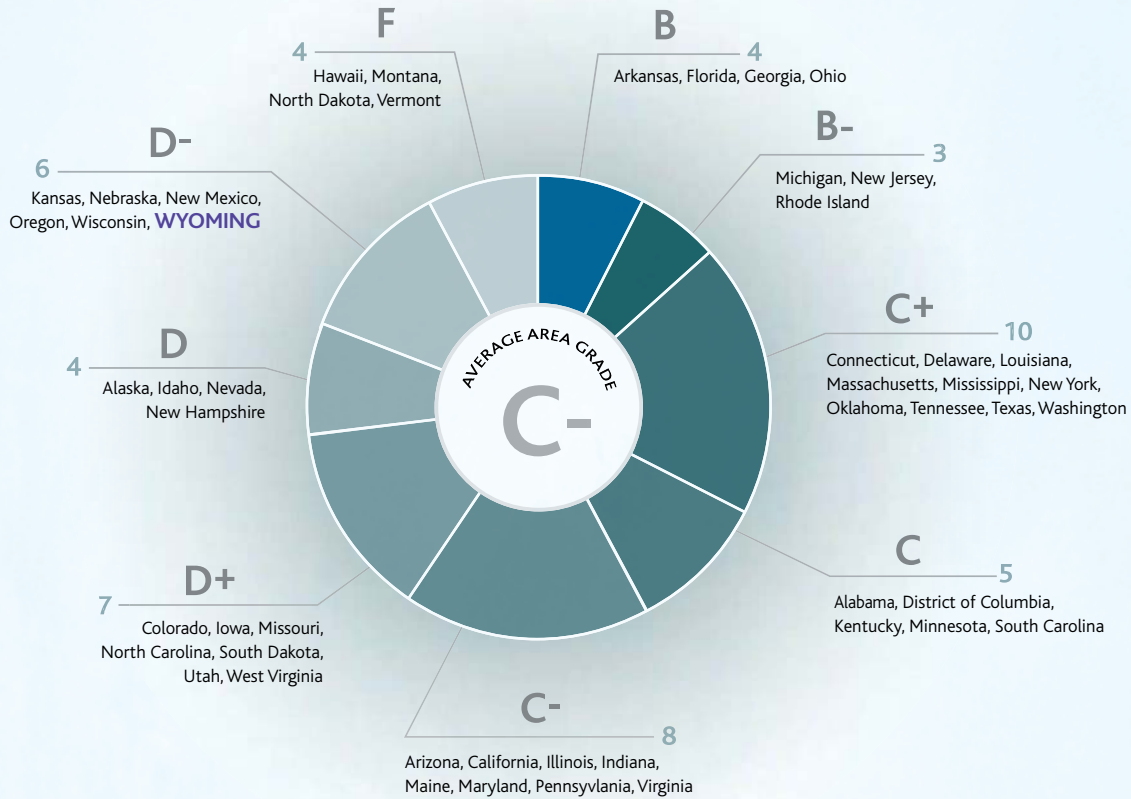 F
4
Hawaii, Montana,
North Dakota, Vermont
B
4
Arkansas, Florida, Georgia, Ohio
B-
3
Michigan, New Jersey,
Rhode Island
C+
10
Connecticut, Delaware, Louisiana,
Massachusetts, Mississippi, New York,
Oklahoma, Tennessee, Texas, Washington
C
5
Alabama, District of Columbia,
Kentucky, Minnesota, South Carolina
C-
8
Arizona, California, Illinois, Indiana,
Maine, Maryland, Pennsyvlania, Virginia
D+
7
Colorado, Iowa, Missouri,
North Carolina, South Dakota,
Utah, West Virginia
D
4
Alaska, Idaho, Nevada,
New Hampshire
D-
6
Kansas, Nebraska, New Mexico,
Oregon, Wisconsin, WYOMING
AVERAGE AREA GRADE
C-